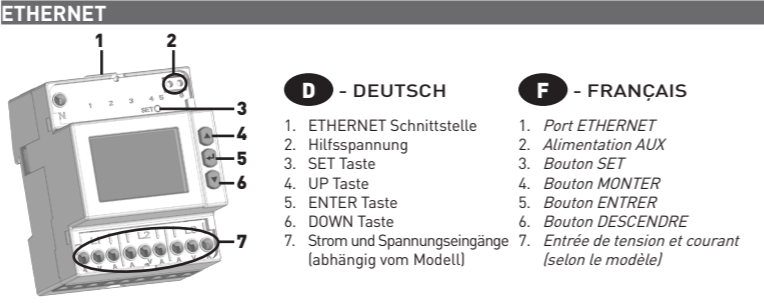 ETHERNET
1
2
3
4
5
6
7
N
1 2 3 4 5
SET
L2
D - DEUTSCH
1. ETHERNET Schnittstelle
2. Hilfsspannung
3. SET Taste
4. UP Taste
5. ENTER Taste
6. DOWN Taste
7. Strom und Spannungseingänge
(abhängig vom Modell)
F - FRANÇAIS
1. Port ETHERNET
2. Alimentation AUX
3. Bouton SET
4. Bouton MONTER
5. Bouton ENTRER
6. Bouton DESCENDRE
7. Entrée de tension et courant
(selon le modèle)